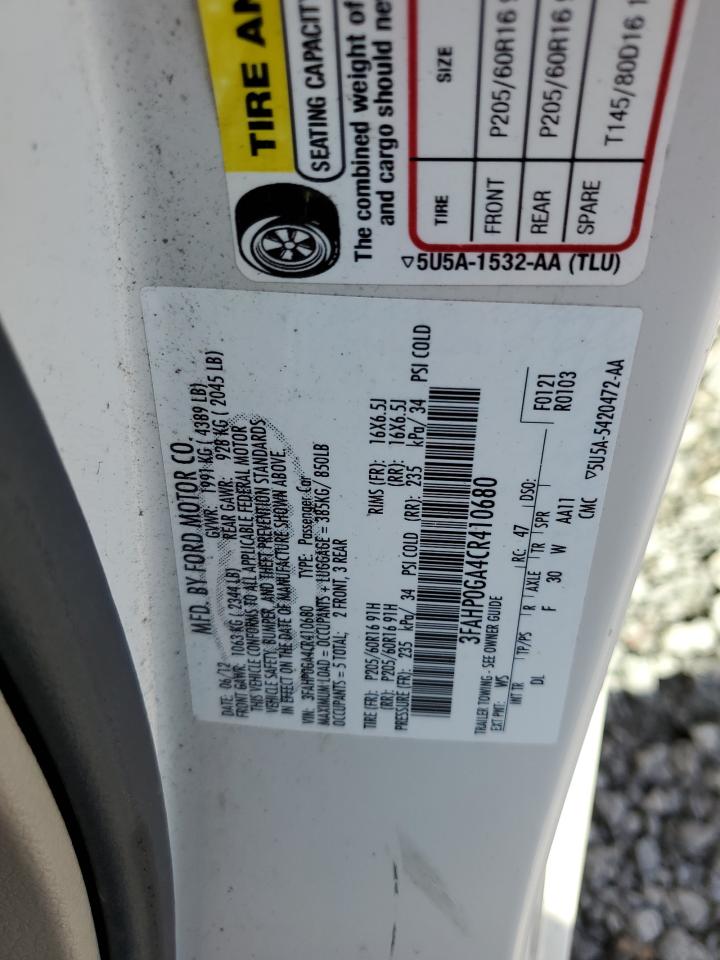 TIRE AN
SEATING CAPACITY
The combined weight of
and cargo should ne
TIRE SIZE
FRONT P205/60R16
REAR P205/60R16
SPARE T145/80D16 1
5U5A-1532-AA (TLU)
MFD. BY FORD MOTOR CO.
DATE: 06/12 GVWR: 1991 KG ( 4389 LB)
FRONT GAWR: 1063 KG ( 2344 LB) REAR GAWR: 928 KG ( 2045 LB)
THIS VEHICLE CONFORMS TO ALL APPLICABLE FEDERAL MOTOR
VEHICLE SAFETY, BUMPER, AND THEFT PREVENTION STANDARDS
IN EFFECT ON THE DATE OF MANUFACTURE SHOWN ABOVE.
VIN: 3FAHP0GA4CR410680 TYPE: Passenger Car
MAXIMUM LOAD = OCCUPANTS + LUGGAGE = 385KG/ 850LB
OCCUPANTS = 5 TOTAL; 2 FRONT, 3 REAR
TIRE (FR): P205/60R16 91H RIMS (FR): 16X6.5J
(RR): P205/60R16 91H (RR): 16X6.5J
PRESSURE (FR): 235 kPa/ 34 PSI COLD (RR): 235 kPa/ 34 PSI COLD
3FAHP0GA4CR410680
TRAILER TOWING - SEE OWNER GUIDE F0121
EXT PNT: WS RC: 47 DSO: R0103
INT TR TP/PS R AXLE TR SPR
DL F 30 W AA11
CMC 5U5A-5420472-AA